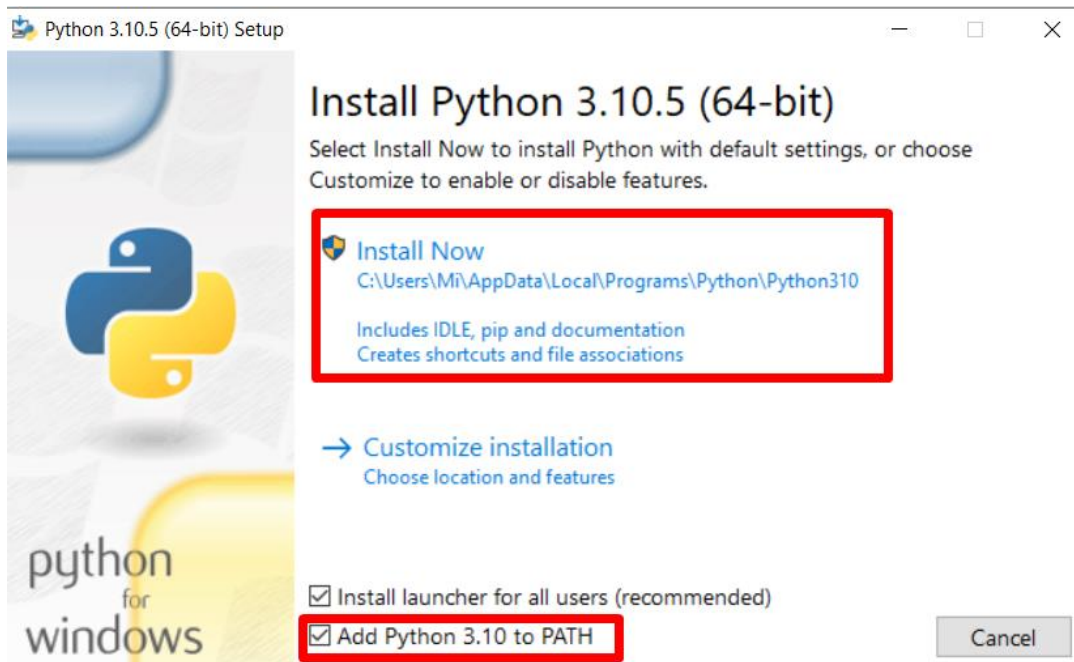 Python 3.10.5 (64-bit) Setup
Install Python 3.10.5 (64-bit)
Select Install Now to install Python with default settings, or choose
Customize to enable or disable features.
Install Now
C:\Users\Mi\AppData\Local\Programs\Python\Python310
Includes IDLE, pip and documentation
Creates shortcuts and file associations
Customize installation
Choose location and features
python
for
windows
Install launcher for all users (recommended)
Add Python 3.10 to PATH
Cancel